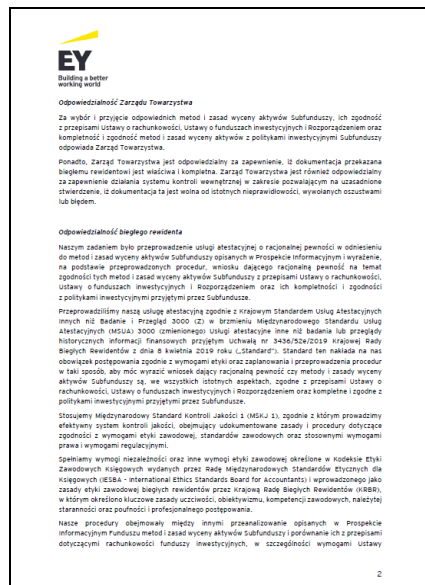 EY
Building a better
working world
Odpowiedzialność Zarządu Towarzystwa
Za wybór i przyjęcie odpowiednich metod i zasad wyceny aktywów Subfunduszy, ich zgodność
z przepisami Ustawy o rachunkowości, Ustawy o funduszach inwestycyjnych i Rozporządzeniem oraz
kompletność i zgodność metod i zasad wyceny aktywów z politykami inwestycyjnymi Subfunduszy
odpowiada Zarząd Towarzystwa.
Ponadto, Zarząd Towarzystwa jest odpowiedzialny za zapewnienie, iż dokumentacja przekazana
biegłemu rewidentowi jest właściwa i kompletna. Zarząd Towarzystwa jest również odpowiedzialny
za zapewnienie działania systemu kontroli wewnętrznej w zakresie pozwalającym na uzasadnione
stwierdzenie, iż dokumentacja ta jest wolna od istotnych nieprawidłowości, wywołanych oszustwami
lub błędem.
Odpowiedzialność biegłego rewidenta
Naszym zadaniem było przeprowadzenie usługi atestacyjnej o racjonalnej pewności w odniesieniu
do metod i zasad wyceny aktywów Subfunduszy opisanych w Prospekcie Informacyjnym i wyrażenie,
na podstawie przeprowadzonych procedur, wniosku dającego racjonalną pewność na temat
zgodności tych metod i zasad wyceny aktywów Subfunduszy z przepisami Ustawy o rachunkowości,
Ustawy o funduszach inwestycyjnych i Rozporządzeniem oraz ich kompletności i zgodności
z politykami inwestycyjnymi przyjętymi przez Subfundusze.
Przeprowadziliśmy naszą usługę atestacyjną zgodnie z Krajowym Standardem Usług Atestacyjnych
Innych niż Badanie i Przegląd 3000 (Z) w brzmieniu Międzynarodowego Standardu Usług
Atestacyjnych (MSUA) 3000 (zmienionego) Usługi atestacyjne inne niż badania lub przeglądy
historycznych informacji finansowych przyjętym Uchwałą nr 3436/52e/2019 Krajowej Rady
Biegłych Rewidentów z dnia 8 kwietnia 2019 roku („Standard"). Standard ten nakłada na nas
obowiązek postępowania zgodnie z wymogami etyki oraz zaplanowania i przeprowadzenia procedur
w taki sposób, aby móc wyrazić wniosek dający racjonalną pewność czy metody i zasady wyceny
aktywów Subfunduszy są, we wszystkich istotnych aspektach, zgodne z przepisami Ustawy o
rachunkowości, Ustawy o funduszach inwestycyjnych i Rozporządzeniem oraz kompletne i zgodne z
politykami inwestycyjnymi przyjętymi przez Subfundusze.
Stosujemy Międzynarodowy Standard Kontroli Jakości 1 (MSKJ 1), zgodnie z którym prowadzimy
efektywny system kontroli jakości, obejmujący udokumentowane zasady i procedury dotyczące
zgodności z wymogami etyki zawodowej, standardów zawodowych oraz stosownymi wymogami
prawa i wymogami regulacyjnymi.
Spełniamy wymogi niezależności oraz inne wymogi etyki zawodowej określone w Kodeksie Etyki
Zawodowych Księgowych wydanych przez Radę Międzynarodowych Standardów Etycznych dla
Księgowych (IESBA - International Ethics Standards Board for Accountants) i wprowadzonego jako
zasady etyki zawodowej biegłych rewidentów przez Krajową Radę Biegłych Rewidentów (KRBR),
w którym określono kluczowe zasady uczciwości, obiektywizmu, kompetencji zawodowych, należytej
staranności oraz poufności i profesjonalnego postępowania.
Nasze procedury obejmowały między innymi przeanalizowanie opisanych w Prospekcie
Informacyjnym Funduszu metod i zasad wyceny aktywów Subfunduszy i porównanie ich z przepisami
dotyczącymi rachunkowości funduszy inwestycyjnych, w szczególności wymogami Ustawy
2